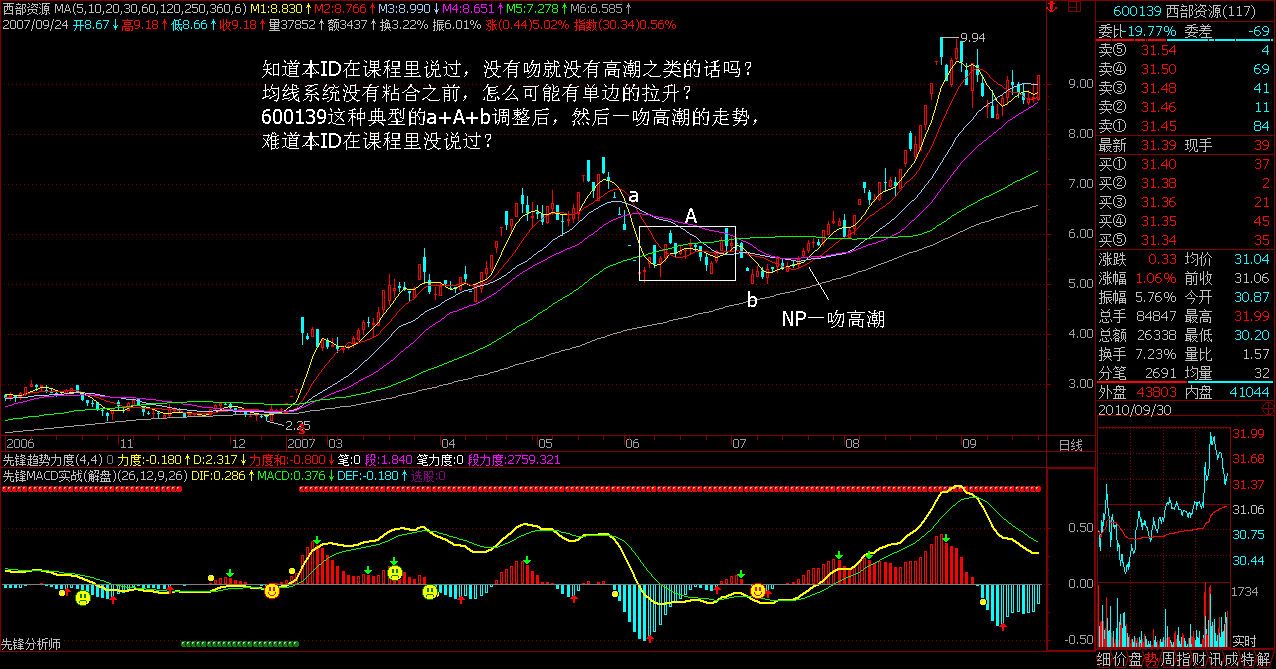 西部资源 MA(5,10,20,30,60,120,250,360,6) M1:8.830↑ M2:8.766↑ M3:8.990↓ M4:8.651↑ M5:7.278↑ M6:6.585↑
2007/09/24 开8.67↓ 高9.18↑ 低8.66↑ 收9.18↑ 量37852↑ 额3437↑ 换3.22% 振6.01% 涨(0.44)5.02% 指数(30.34)0.56%
知道本ID在课程里说过，没有吻就没有高潮之类的话吗？
均线系统没有粘合之前，怎么可能有单边的拉升？
600139这种典型的a+A+b调整后，然后一吻高潮的走势，
难道本ID在课程里没说过？
9.94
a
A
b
NP一吻高潮
2.25
9.00
8.00
7.00
6.00
5.00
4.00
3.00
2006 11 12 2007 03 04 05 06 07 08 09 日线
先锋趋势力度(4,4) 0 力度:-0.180↑ D:2.317↓ 力度和:-0.800↓ 笔:0 段:1.840 笔力度:0 段力度:2759.321
先锋MACD实战(解盘)(26,12,9,26) DIF:0.286↑ MACD:0.376↓ DEF:-0.180↑ 选股:0
0.50
0.00
-0.50
先锋分析师
600139 西部资源(117)
委比 19.77% 委差 -69
卖⑤ 31.54 4
卖④ 31.50 69
卖③ 31.48 41
卖② 31.46 11
卖① 31.45 84
最新 31.39 现手 39
买① 31.40 37
买② 31.38 2
买③ 31.36 21
买④ 31.35 45
买⑤ 31.34 35
涨跌 0.33 均价 31.04
涨幅 1.06% 前收 31.06
振幅 5.76% 今开 30.87
总手 84847 最高 31.99
总额 26338 最低 30.20
换手 7.23% 量比 1.57
分笔 2691 均量 32
外盘 43803 内盘 41044
2010/09/30
31.99
31.68
31.37
31.06
30.75
30.44
1734
实时
细价盘势周指财讯成特解